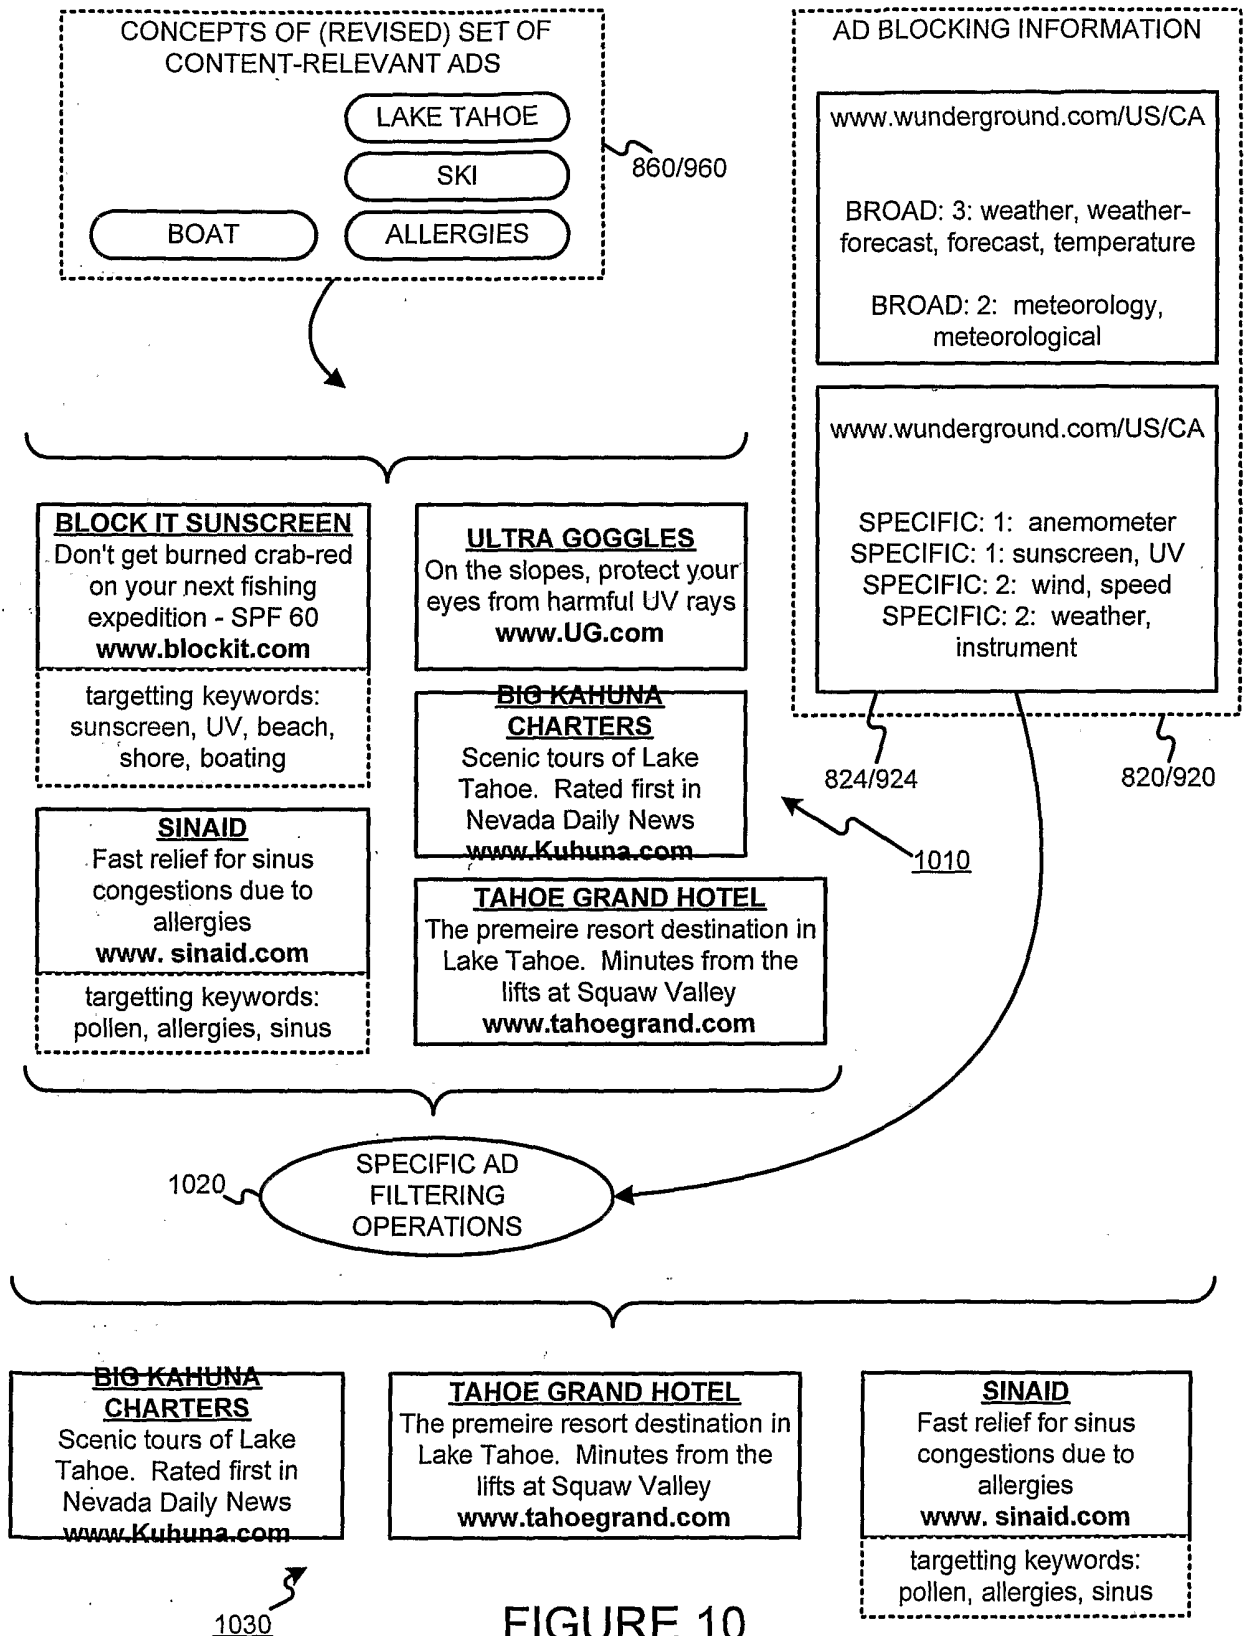 CONCEPTS OF (REVISED) SET OF
CONTENT-RELEVANT ADS
LAKE TAHOE
SKI
BOAT
ALLERGIES
860/960
AD BLOCKING INFORMATION
www.wunderground.com/US/CA
BROAD: 3: weather, weather-
forecast, forecast, temperature
BROAD: 2: meteorology,
meteorological
www.wunderground.com/US/CA
SPECIFIC: 1: anemometer
SPECIFIC: 1: sunscreen, UV
SPECIFIC: 2: wind, speed
SPECIFIC: 2: weather,
instrument
824/924
820/920
BLOCK IT SUNSCREEN
Don't get burned crab-red
on your next fishing
expedition - SPF 60
www.blockit.com
targetting keywords:
sunscreen, UV, beach,
shore, boating
ULTRA GOGGLES
On the slopes, protect your
eyes from harmful UV rays
www.UG.com
BIG KAHUNA
CHARTERS
Scenic tours of Lake
Tahoe. Rated first in
Nevada Daily News
www.Kuhuna.com
1010
SINAID
Fast relief for sinus
congestions due to
allergies
www. sinaid.com
targetting keywords:
pollen, allergies, sinus
TAHOE GRAND HOTEL
The premeire resort destination in
Lake Tahoe. Minutes from the
lifts at Squaw Valley
www.tahoegrand.com
1020
SPECIFIC AD
FILTERING
OPERATIONS
BIG KAHUNA
CHARTERS
Scenic tours of Lake
Tahoe. Rated first in
Nevada Daily News
www.Kuhuna.com
TAHOE GRAND HOTEL
The premeire resort destination in
Lake Tahoe. Minutes from the
lifts at Squaw Valley
www.tahoegrand.com
SINAID
Fast relief for sinus
congestions due to
allergies
www. sinaid.com
targetting keywords:
pollen, allergies, sinus
1030
FIGURE 10